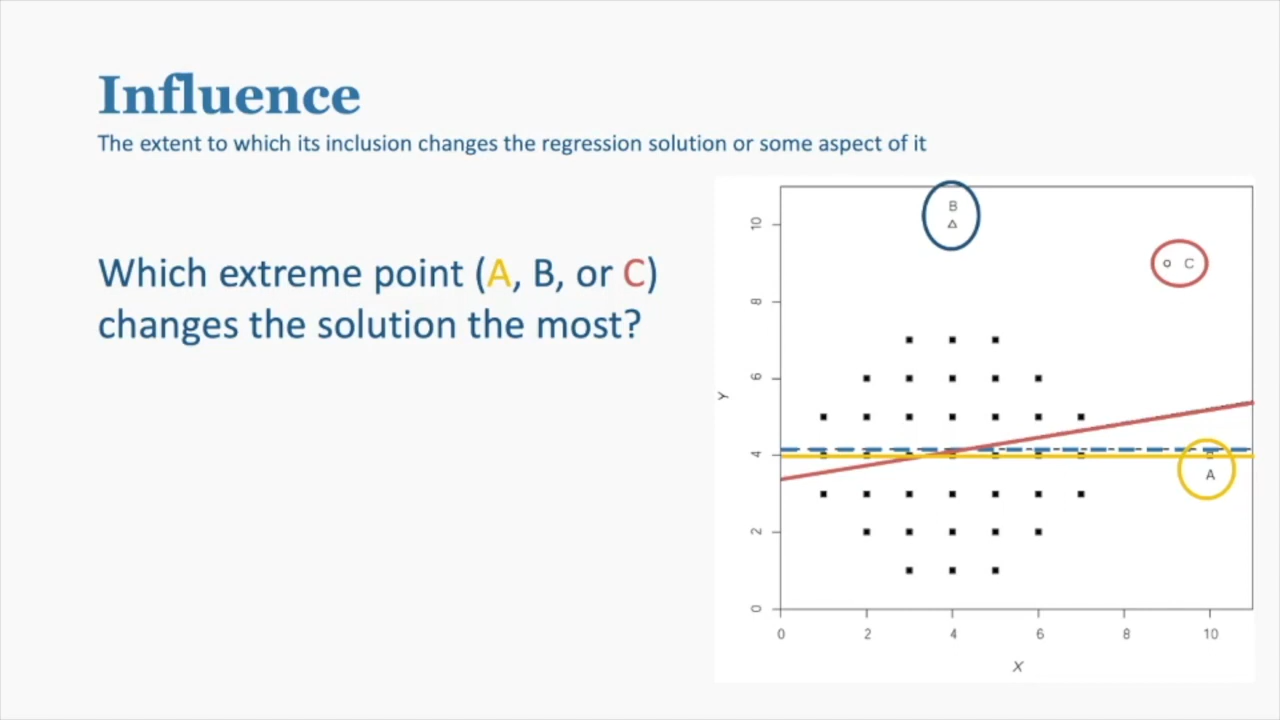 Influence
The extent to which its inclusion changes the regression solution or some aspect of it
Which extreme point (A, B, or C)
changes the solution the most?
B
C
A
10
8
6
4
2
0
Y
0 2 4 6 8 10
X